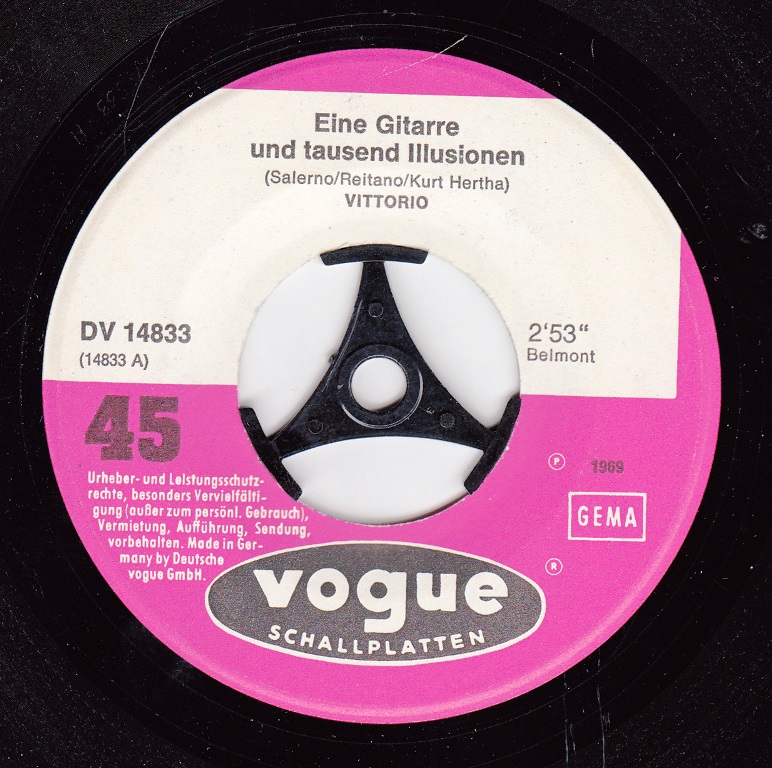 Eine Gitarre
und tausend Illusionen
(Salerno/Reitano/Kurt Hertha)
VITTORIO
DV 14833
(14833 A)
2'53"
Belmont
45
Ⓟ 1969
GEMA
Urheber- und Leistungsschutz-
rechte, besonders Vervielfälti-
gung (außer zum persönl. Gebrauch),
Vermietung, Aufführung, Sendung,
vorbehalten. Made in Ger-
many by Deutsche
vogue GmbH.
®
vogue
SCHALLPLATTEN